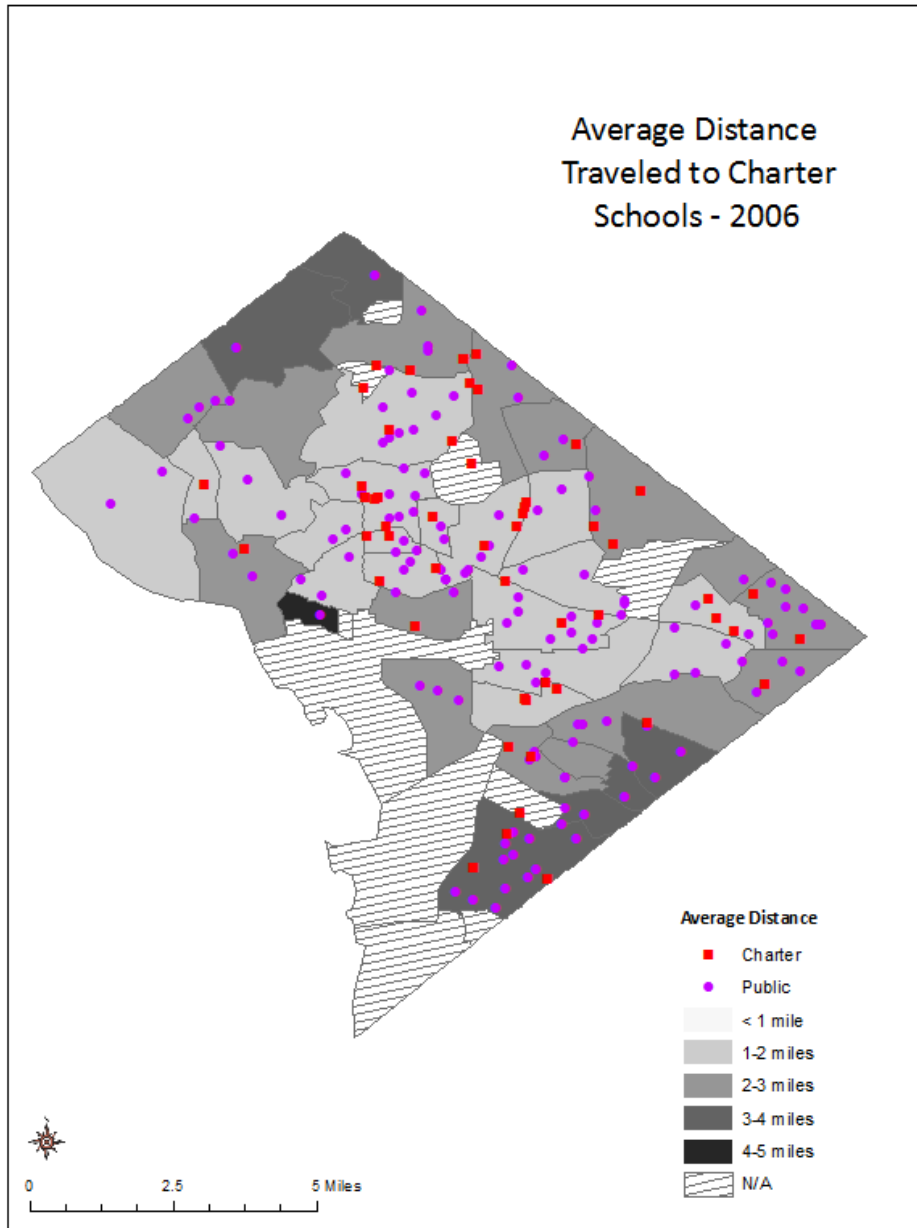 Average Distance
Traveled to Charter
Schools - 2006
Average Distance
Charter
Public
< 1 mile
1-2 miles
2-3 miles
3-4 miles
4-5 miles
N/A
0 2.5 5 Miles